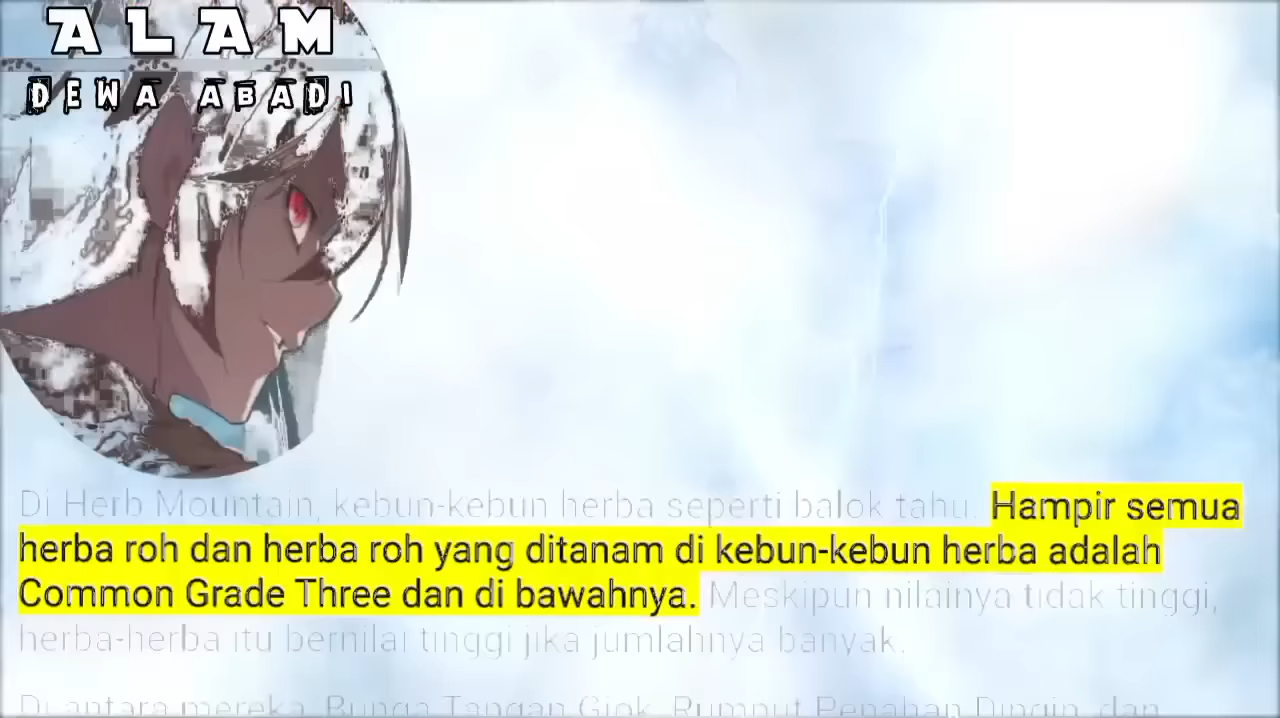 ALAM
DEWA ABADI
Di Herb Mountain, kebun-kebun herba seperti balok tahu. Hampir semua
herba roh dan herba roh yang ditanam di kebun-kebun herba adalah
Common Grade Three dan di bawahnya. Meskipun nilainya tidak tinggi,
herba-herba itu bernilai tinggi jika jumlahnya banyak.
Di antara mereka, Bunga Tangan Giok, Rumput Penahan Dingin, dan